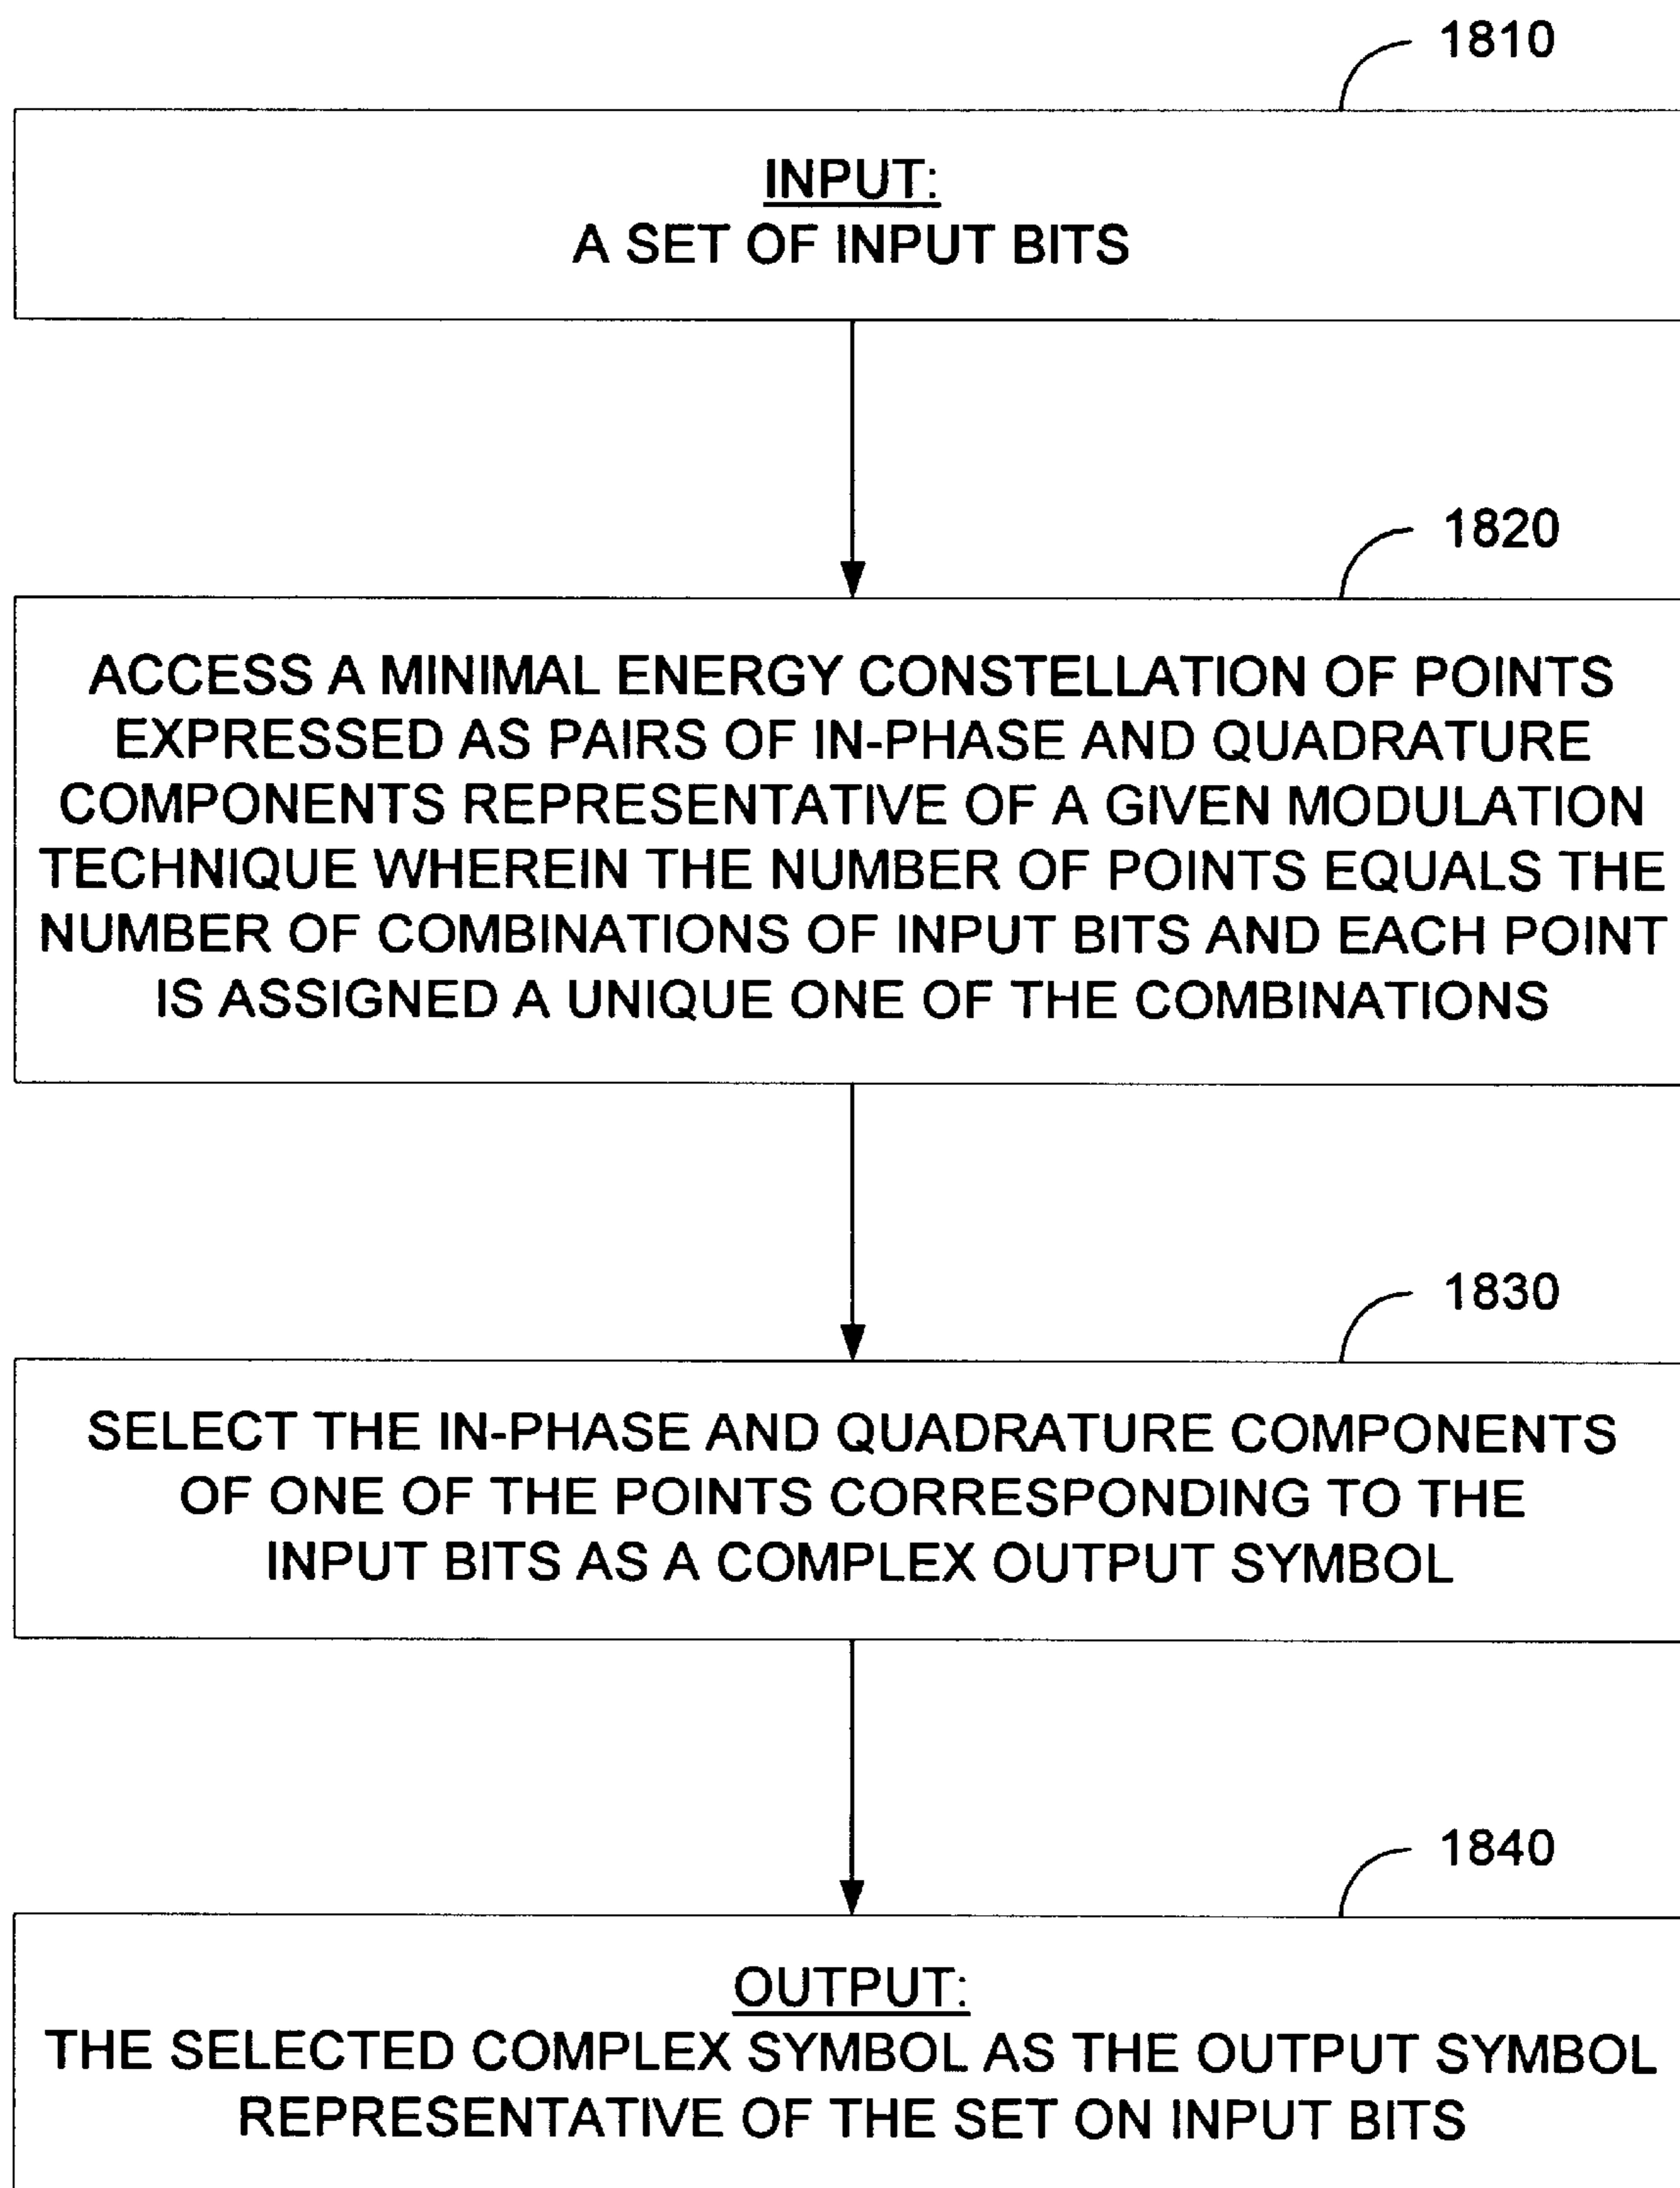 1810
INPUT:
A SET OF INPUT BITS
1820
ACCESS A MINIMAL ENERGY CONSTELLATION OF POINTS
EXPRESSED AS PAIRS OF IN-PHASE AND QUADRATURE
COMPONENTS REPRESENTATIVE OF A GIVEN MODULATION
TECHNIQUE WHEREIN THE NUMBER OF POINTS EQUALS THE
NUMBER OF COMBINATIONS OF INPUT BITS AND EACH POINT
IS ASSIGNED A UNIQUE ONE OF THE COMBINATIONS
1830
SELECT THE IN-PHASE AND QUADRATURE COMPONENTS
OF ONE OF THE POINTS CORRESPONDING TO THE
INPUT BITS AS A COMPLEX OUTPUT SYMBOL
1840
OUTPUT:
THE SELECTED COMPLEX SYMBOL AS THE OUTPUT SYMBOL
REPRESENTATIVE OF THE SET ON INPUT BITS